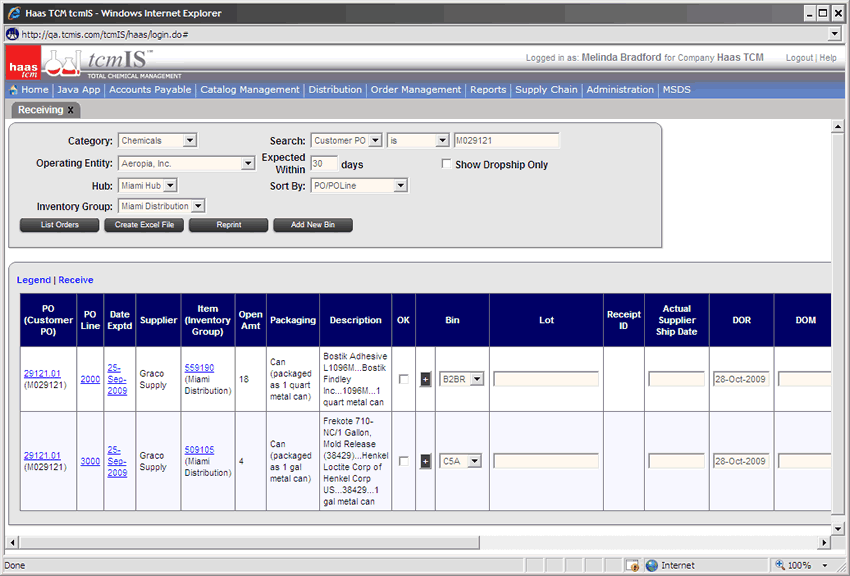 Haas TCM tcmIS - Windows Internet Explorer
http://qa.tcmis.com/tcmIS/haas/login.do#
haas tcm
tcmIS™
TOTAL CHEMICAL MANAGEMENT
Logged in as: Melinda Bradford for Company Haas TCM Logout | Help
Home | Java App | Accounts Payable | Catalog Management | Distribution | Order Management | Reports | Supply Chain | Administration | MSDS
Receiving X
Category: Chemicals Search: Customer PO is M029121
Operating Entity: Aeropia, Inc. Expected Within 30 days Show Dropship Only
Hub: Miami Hub Sort By: PO/POLine
Inventory Group: Miami Distribution
List Orders Create Excel File Reprint Add New Bin
Legend | Receive
PO (Customer PO) PO Line Date Exptd Supplier Item (Inventory Group) Open Amt Packaging Description OK Bin Lot Receipt ID Actual Supplier Ship Date DOR DOM
29121.01 (M029121) 2000 25-Sep-2009 Graco Supply 559190 (Miami Distribution) 18 Can (packaged as 1 quart metal can) Bostik Adhesive L1096M...Bostik Findley Inc...1096M...1 quart metal can + B2BR 28-Oct-2009
29121.01 (M029121) 3000 25-Sep-2009 Graco Supply 509105 (Miami Distribution) 4 Can (packaged as 1 gal metal can) Frekote 710-NC/1 Gallon, Mold Release (38429)...Henkel Loctite Corp of Henkel Corp US...38429...1 gal metal can + C5A 28-Oct-2009
Done Internet 100%